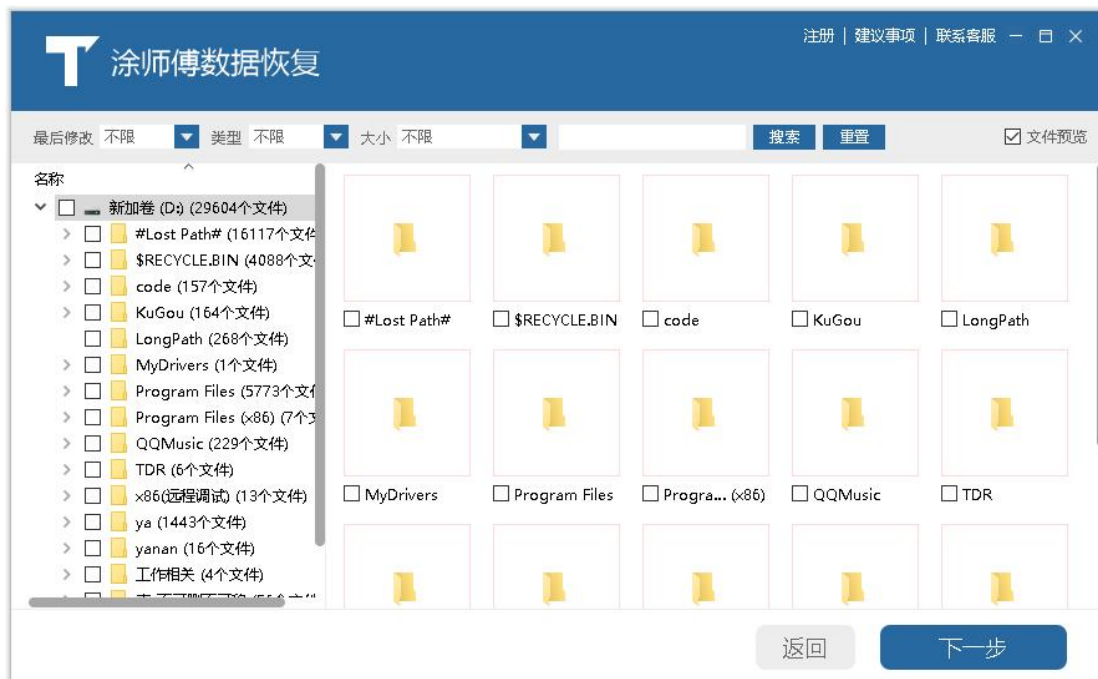 注册 | 建议事项 | 联系客服
T 涂师傅数据恢复
最后修改 不限 类型 不限 大小 不限 搜索 重置 文件预览
名称
新加卷 (D:) (29604个文件)
#Lost Path# (16117个文件
$RECYCLE.BIN (4088个文
code (157个文件)
KuGou (164个文件)
LongPath (268个文件)
MyDrivers (1个文件)
Program Files (5773个文件
Program Files (x86) (7个文
QQMusic (229个文件)
TDR (6个文件)
x86(远程调试) (13个文件)
ya (1443个文件)
yanan (16个文件)
工作相关 (4个文件)
#Lost Path# $RECYCLE.BIN code KuGou LongPath
MyDrivers Program Files Progra... (x86) QQMusic TDR
返回 下一步